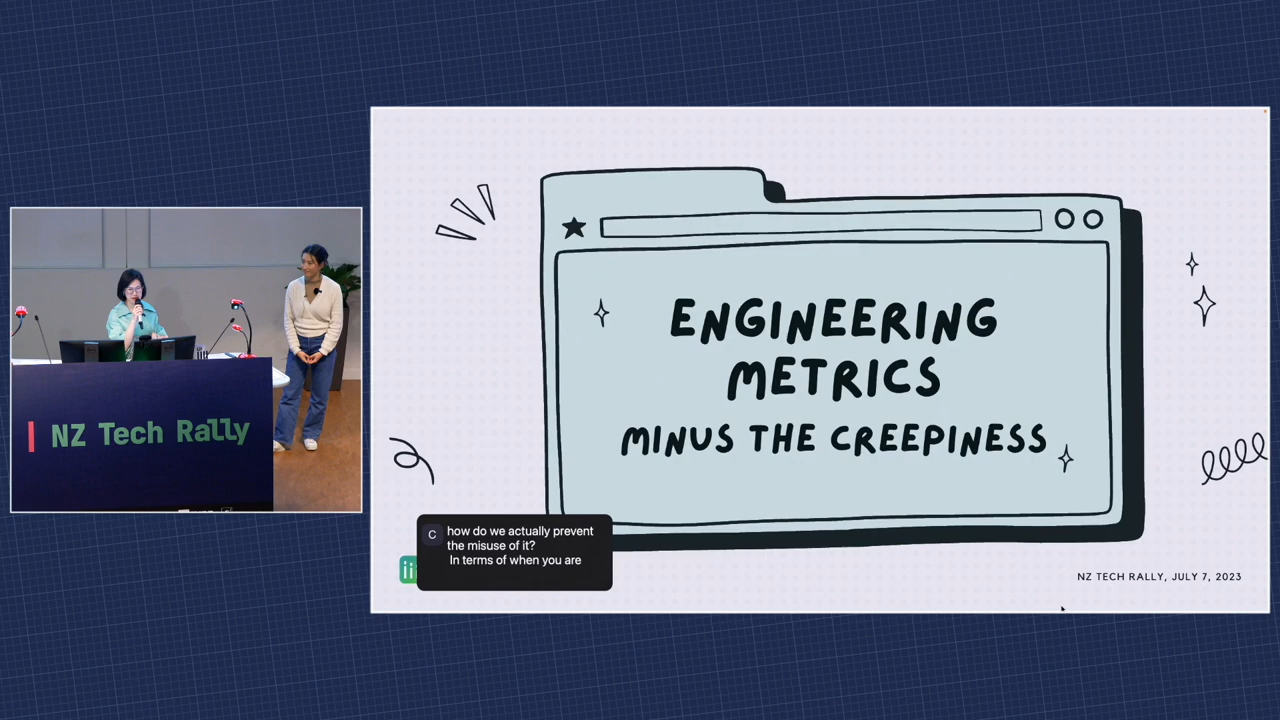 NZ Tech Rally
ENGINEERING
METRICS
MINUS THE CREEPINESS
C
how do we actually prevent
the misuse of it?
In terms of when you are
NZ TECH RALLY, JULY 7, 2023